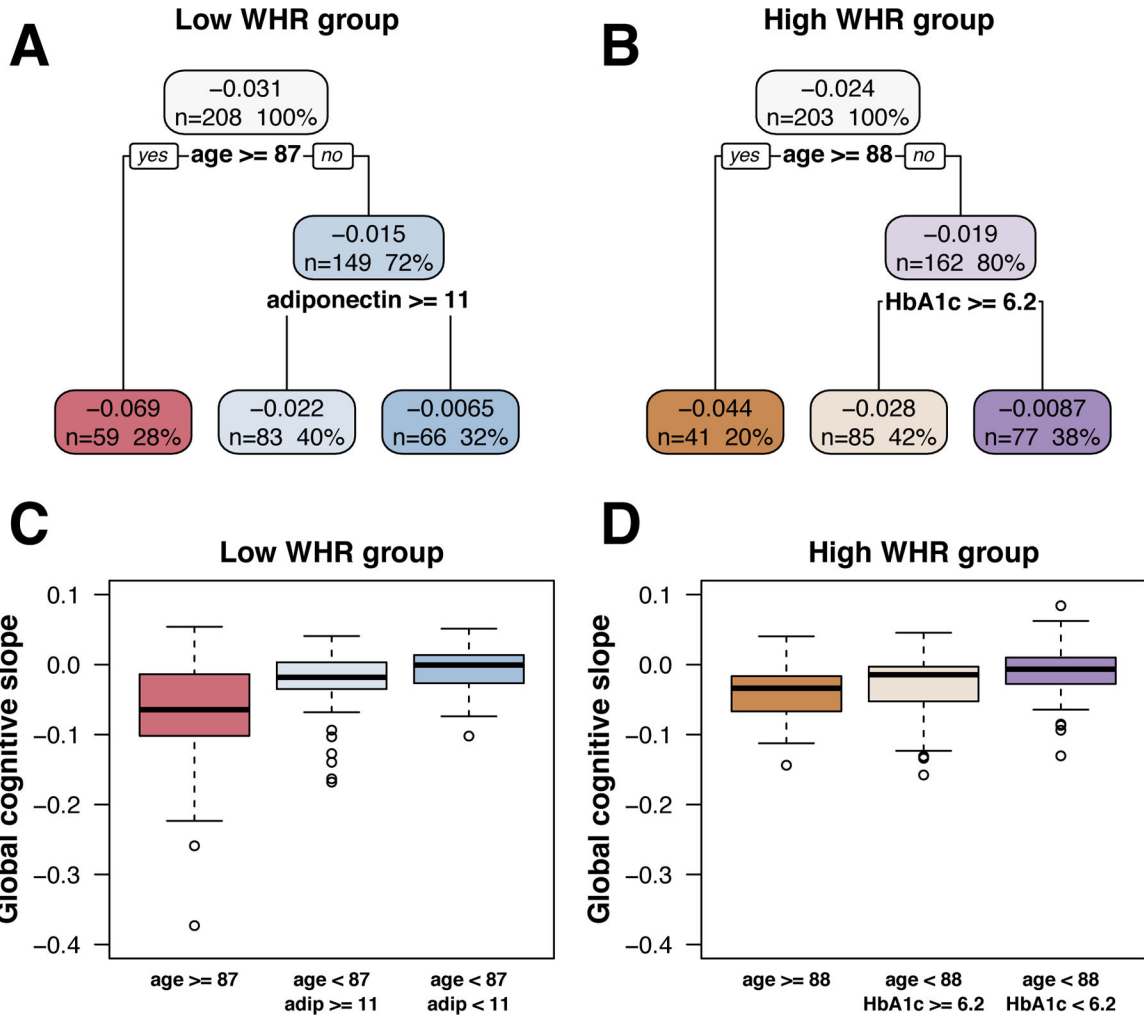 A
Low WHR group
−0.031
n=208 100%
yes age >= 87 no
−0.015
n=149 72%
adiponectin >= 11
−0.069
n=59 28%
−0.022
n=83 40%
−0.0065
n=66 32%
B
High WHR group
−0.024
n=203 100%
yes age >= 88 no
−0.019
n=162 80%
HbA1c >= 6.2
−0.044
n=41 20%
−0.028
n=85 42%
−0.0087
n=77 38%
C
Low WHR group
Global cognitive slope
0.1
0.0
−0.1
−0.2
−0.3
−0.4
age >= 87
age < 87
adip >= 11
age < 87
adip < 11
D
High WHR group
Global cognitive slope
0.1
0.0
−0.1
−0.2
−0.3
−0.4
age >= 88
age < 88
HbA1c >= 6.2
age < 88
HbA1c < 6.2